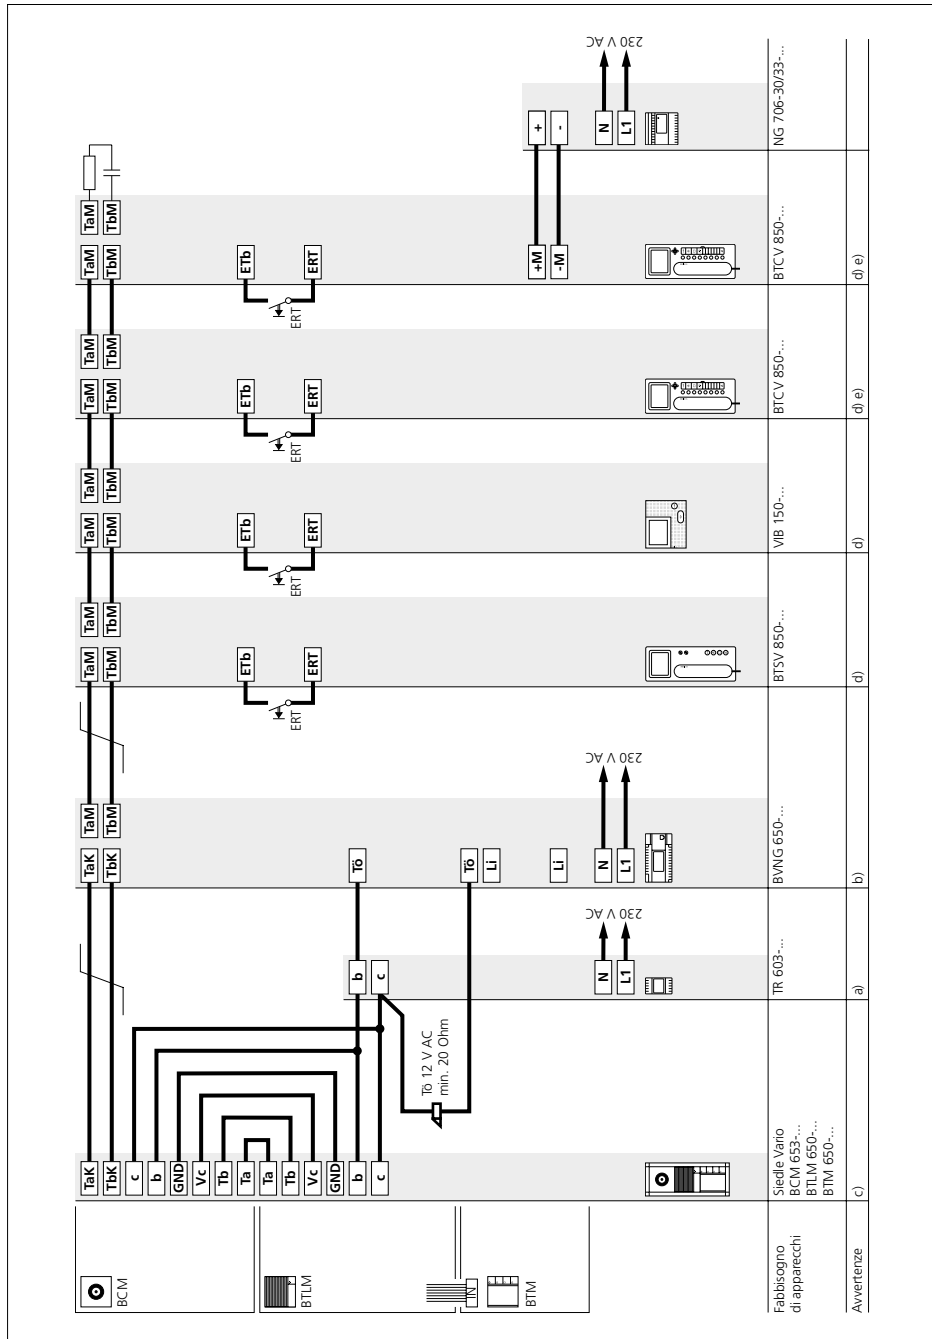 BCM
BTLM
IN
BTM
Fabbisogno
di apparecchi
Avvertenze
TaK
TbK
c
b
GND
Vc
Tb
Ta
Ta
Tb
Vc
GND
b
c
Siedle Vario
BCM 653-...
BTLM 650-...
BTM 650-...
c)
Tö 12 V AC
min. 20 Ohm
b
c
N
L1
230 V AC
TR 603-...
a)
TaK
TbK
TaM
TbM
Tö
Tö
Li
Li
N
L1
230 V AC
BVNG 650-...
b)
TaM
TbM
TaM
TbM
ETb
ERT
ERT
BTSV 850-...
d)
TaM
TbM
TaM
TbM
ETb
ERT
ERT
VIB 150-...
d)
TaM
TbM
TaM
TbM
ETb
ERT
ERT
BTCV 850-...
d) e)
TaM
TbM
TaM
TbM
ETb
ERT
ERT
+M
-M
BTCV 850-...
d) e)
+
-
N
L1
230 V AC
NG 706-30/33-...